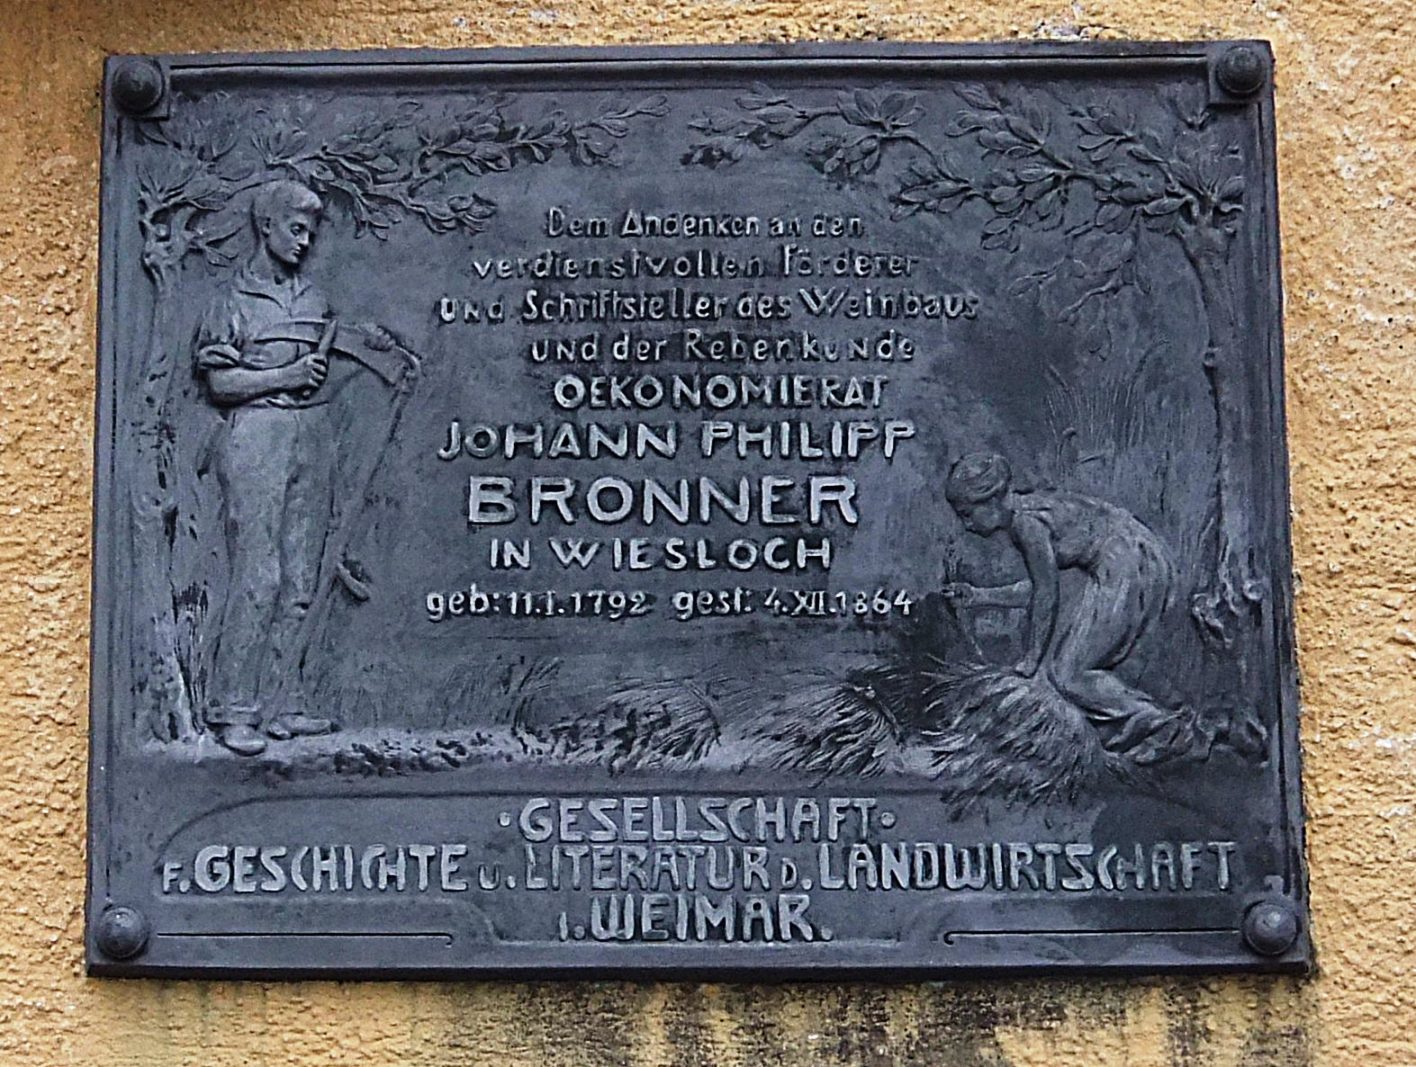 Dem Andenken an den
verdienstvollen Förderer
und Schriftsteller des Weinbaus
und der Rebenkunde
OEKONOMIERAT
JOHANN PHILIPP
BRONNER
IN WIESLOCH
geb: 11.I.1792 gest: 4.XII.1864
·GESELLSCHAFT·
F. GESCHICHTE U. LITERATUR D. LANDWIRTSCHAFT
I. WEIMAR.